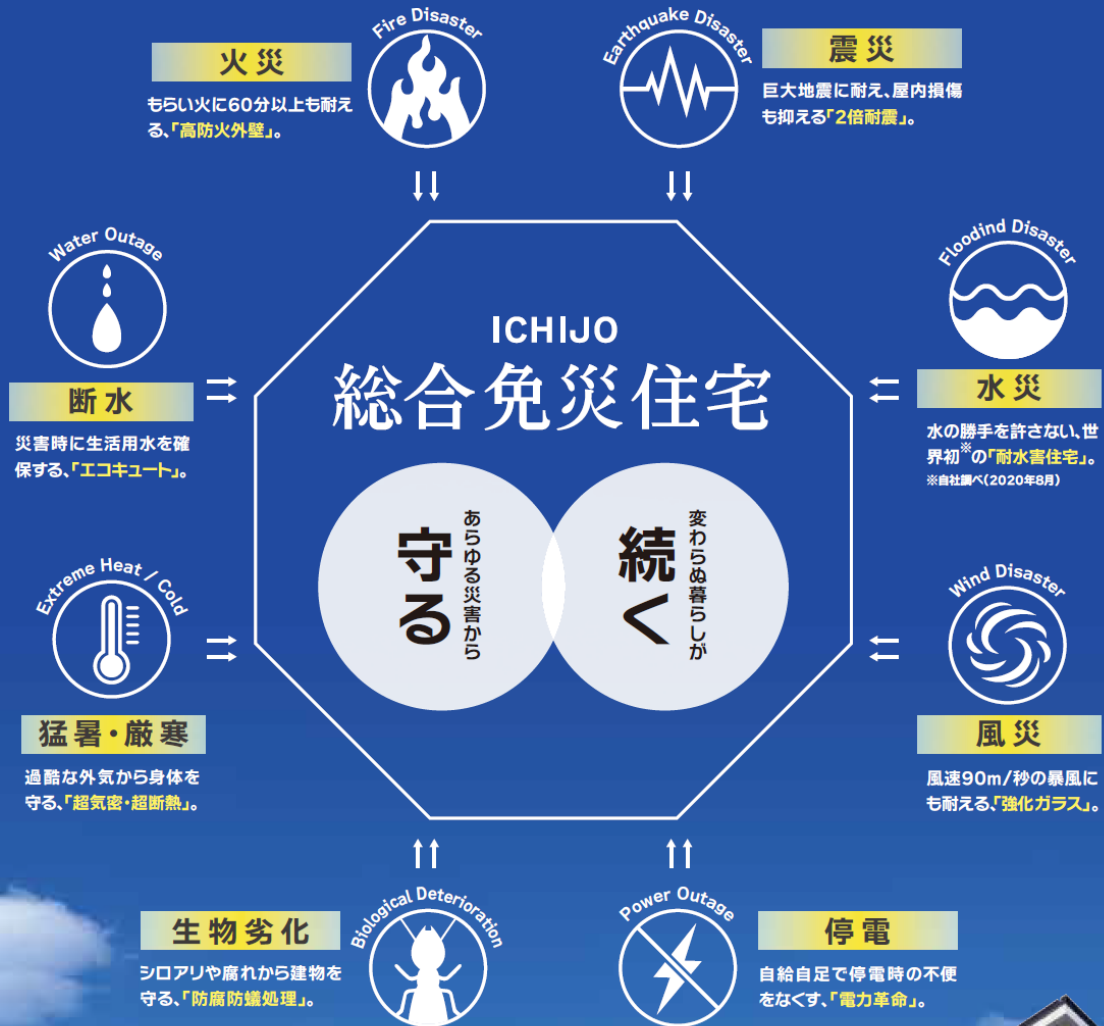 Fire Disaster
火災
もらい火に60分以上も耐え
る、「高防火外壁」。
Earthquake Disaster
震災
巨大地震に耐え、屋内損傷
も抑える「2倍耐震」。
Water Outage
断水
災害時に生活用水を確
保する、「エコキュート」。
Floodind Disaster
水災
水の勝手を許さない、世
界初※の「耐水害住宅」。
※自社調べ(2020年8月)
ICHIJO
総合免災住宅
あらゆる災害から
守る
変わらぬ暮らしが
続く
Extreme Heat / Cold
猛暑・厳寒
過酷な外気から身体を
守る、「超気密・超断熱」。
Wind Disaster
風災
風速90m/秒の暴風に
も耐える、「強化ガラス」。
Biological Deterioration
生物劣化
シロアリや腐れから建物を
守る、「防腐防蟻処理」。
Power Outage
停電
自給自足で停電時の不便
をなくす、「電力革命」。